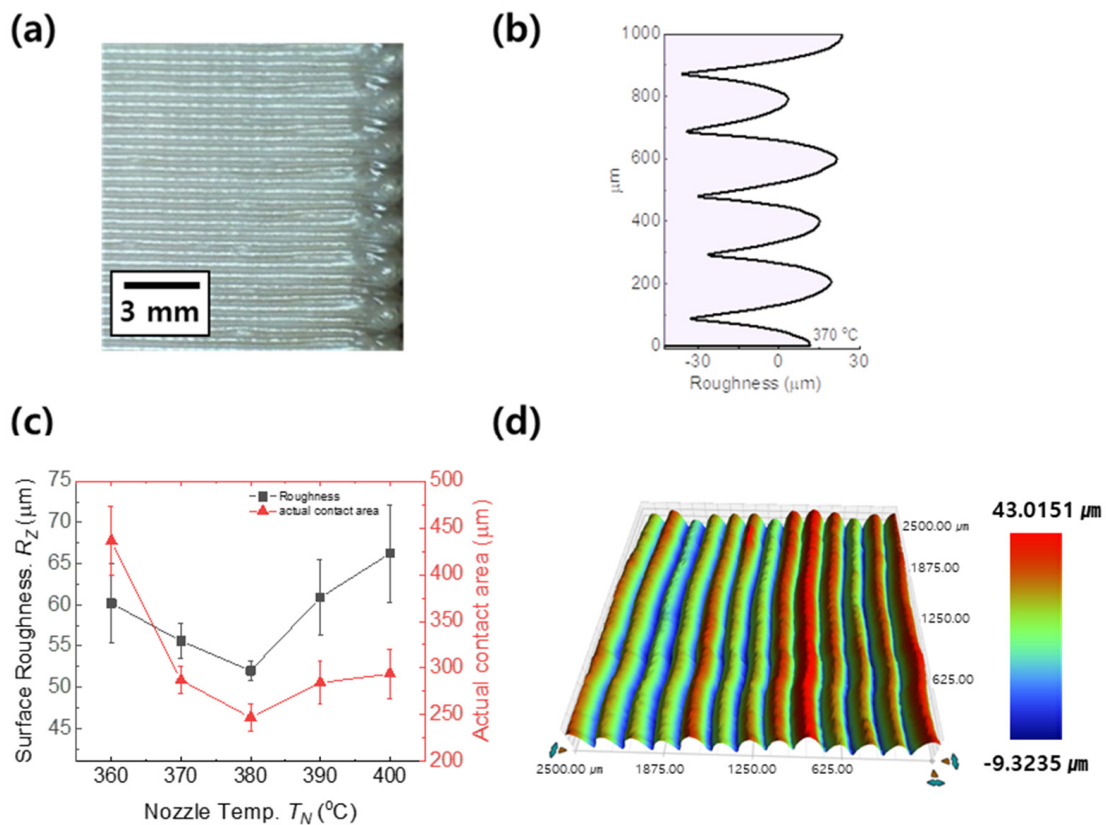 (a)
3 mm
(b)
1000
800
600
400
200
0
μm
370 °C
-30
0
30
Roughness (μm)
(c)
75
70
65
60
55
50
45
Surface Roughness. RZ (μm)
Roughness
actual contact area
500
450
400
350
300
250
200
Actual contact area (μm)
360
370
380
390
400
Nozzle Temp. TN (°C)
(d)
2500.00 μm
1875.00
1250.00
625.00
2500.00 μm
1875.00
1250.00
625.00
43.0151 μm
-9.3235 μm